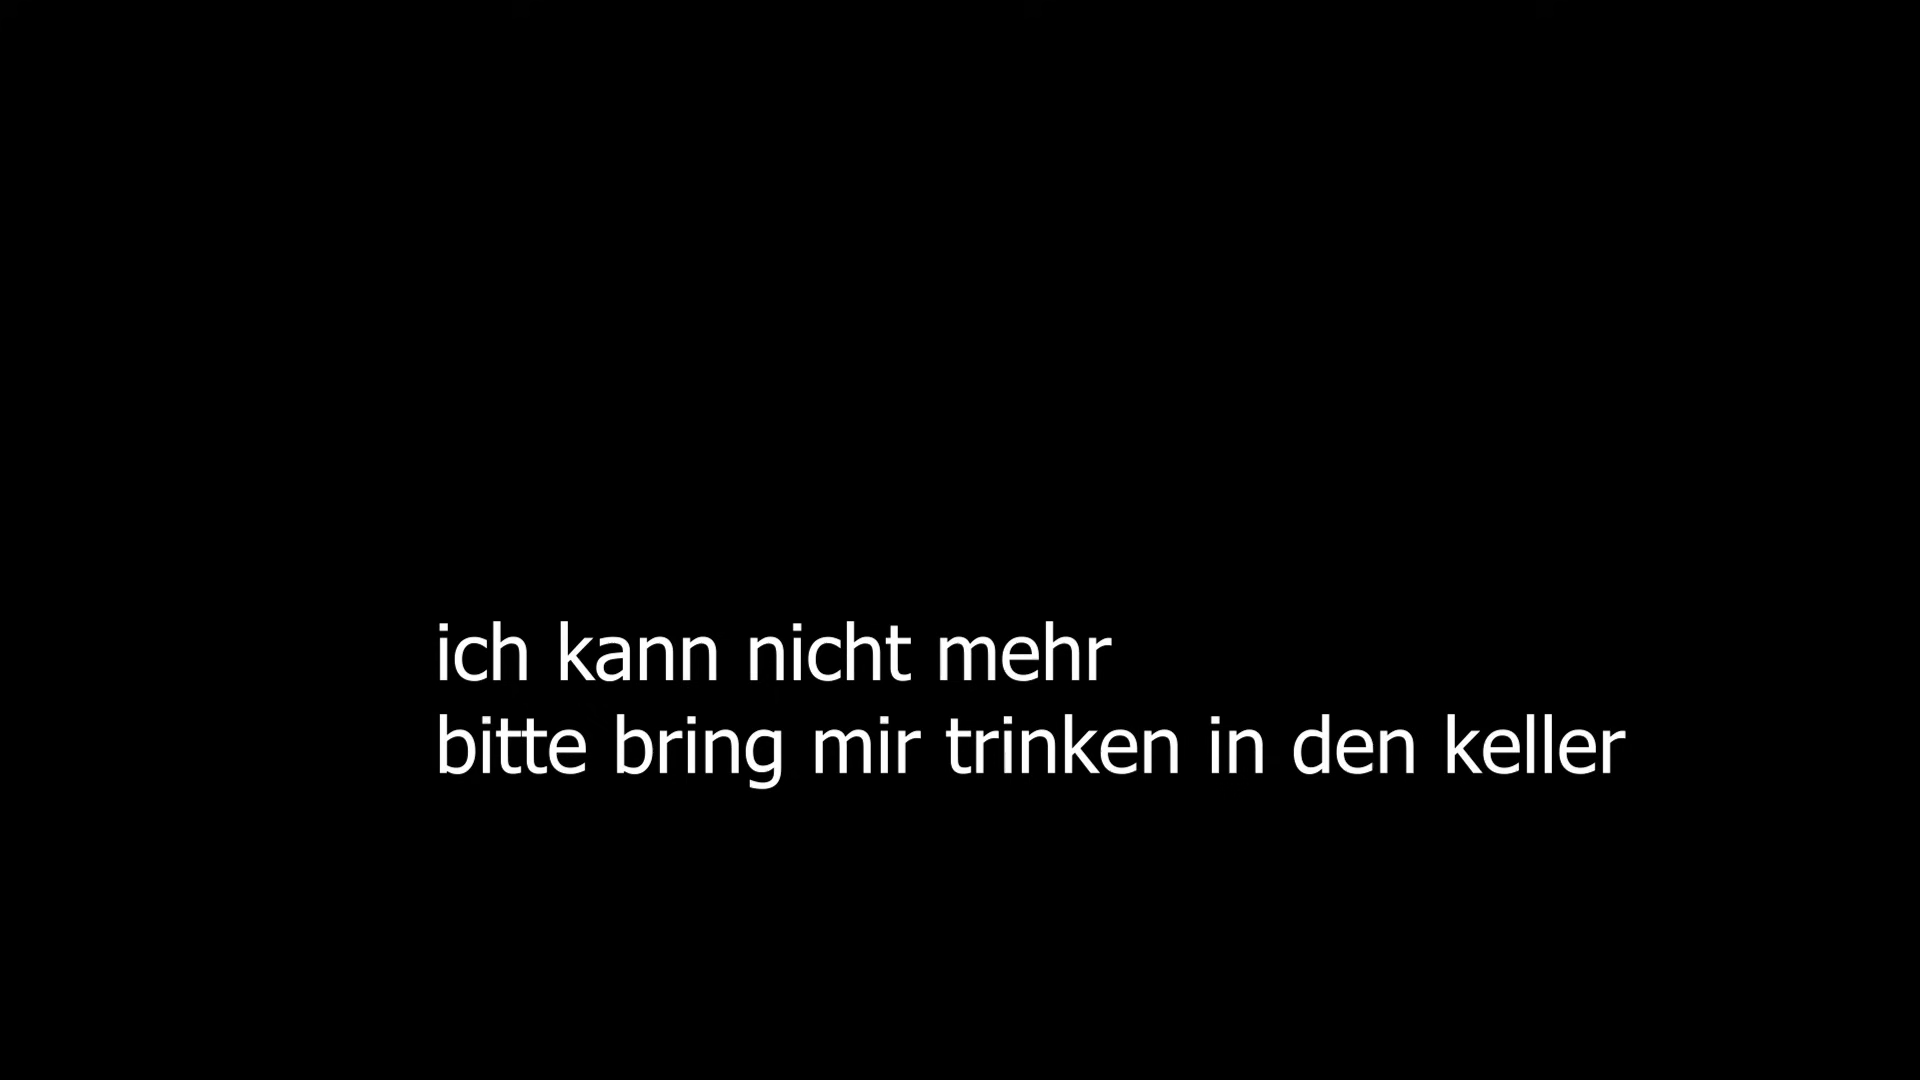 ich kann nicht mehr
bitte bring mir trinken in den keller